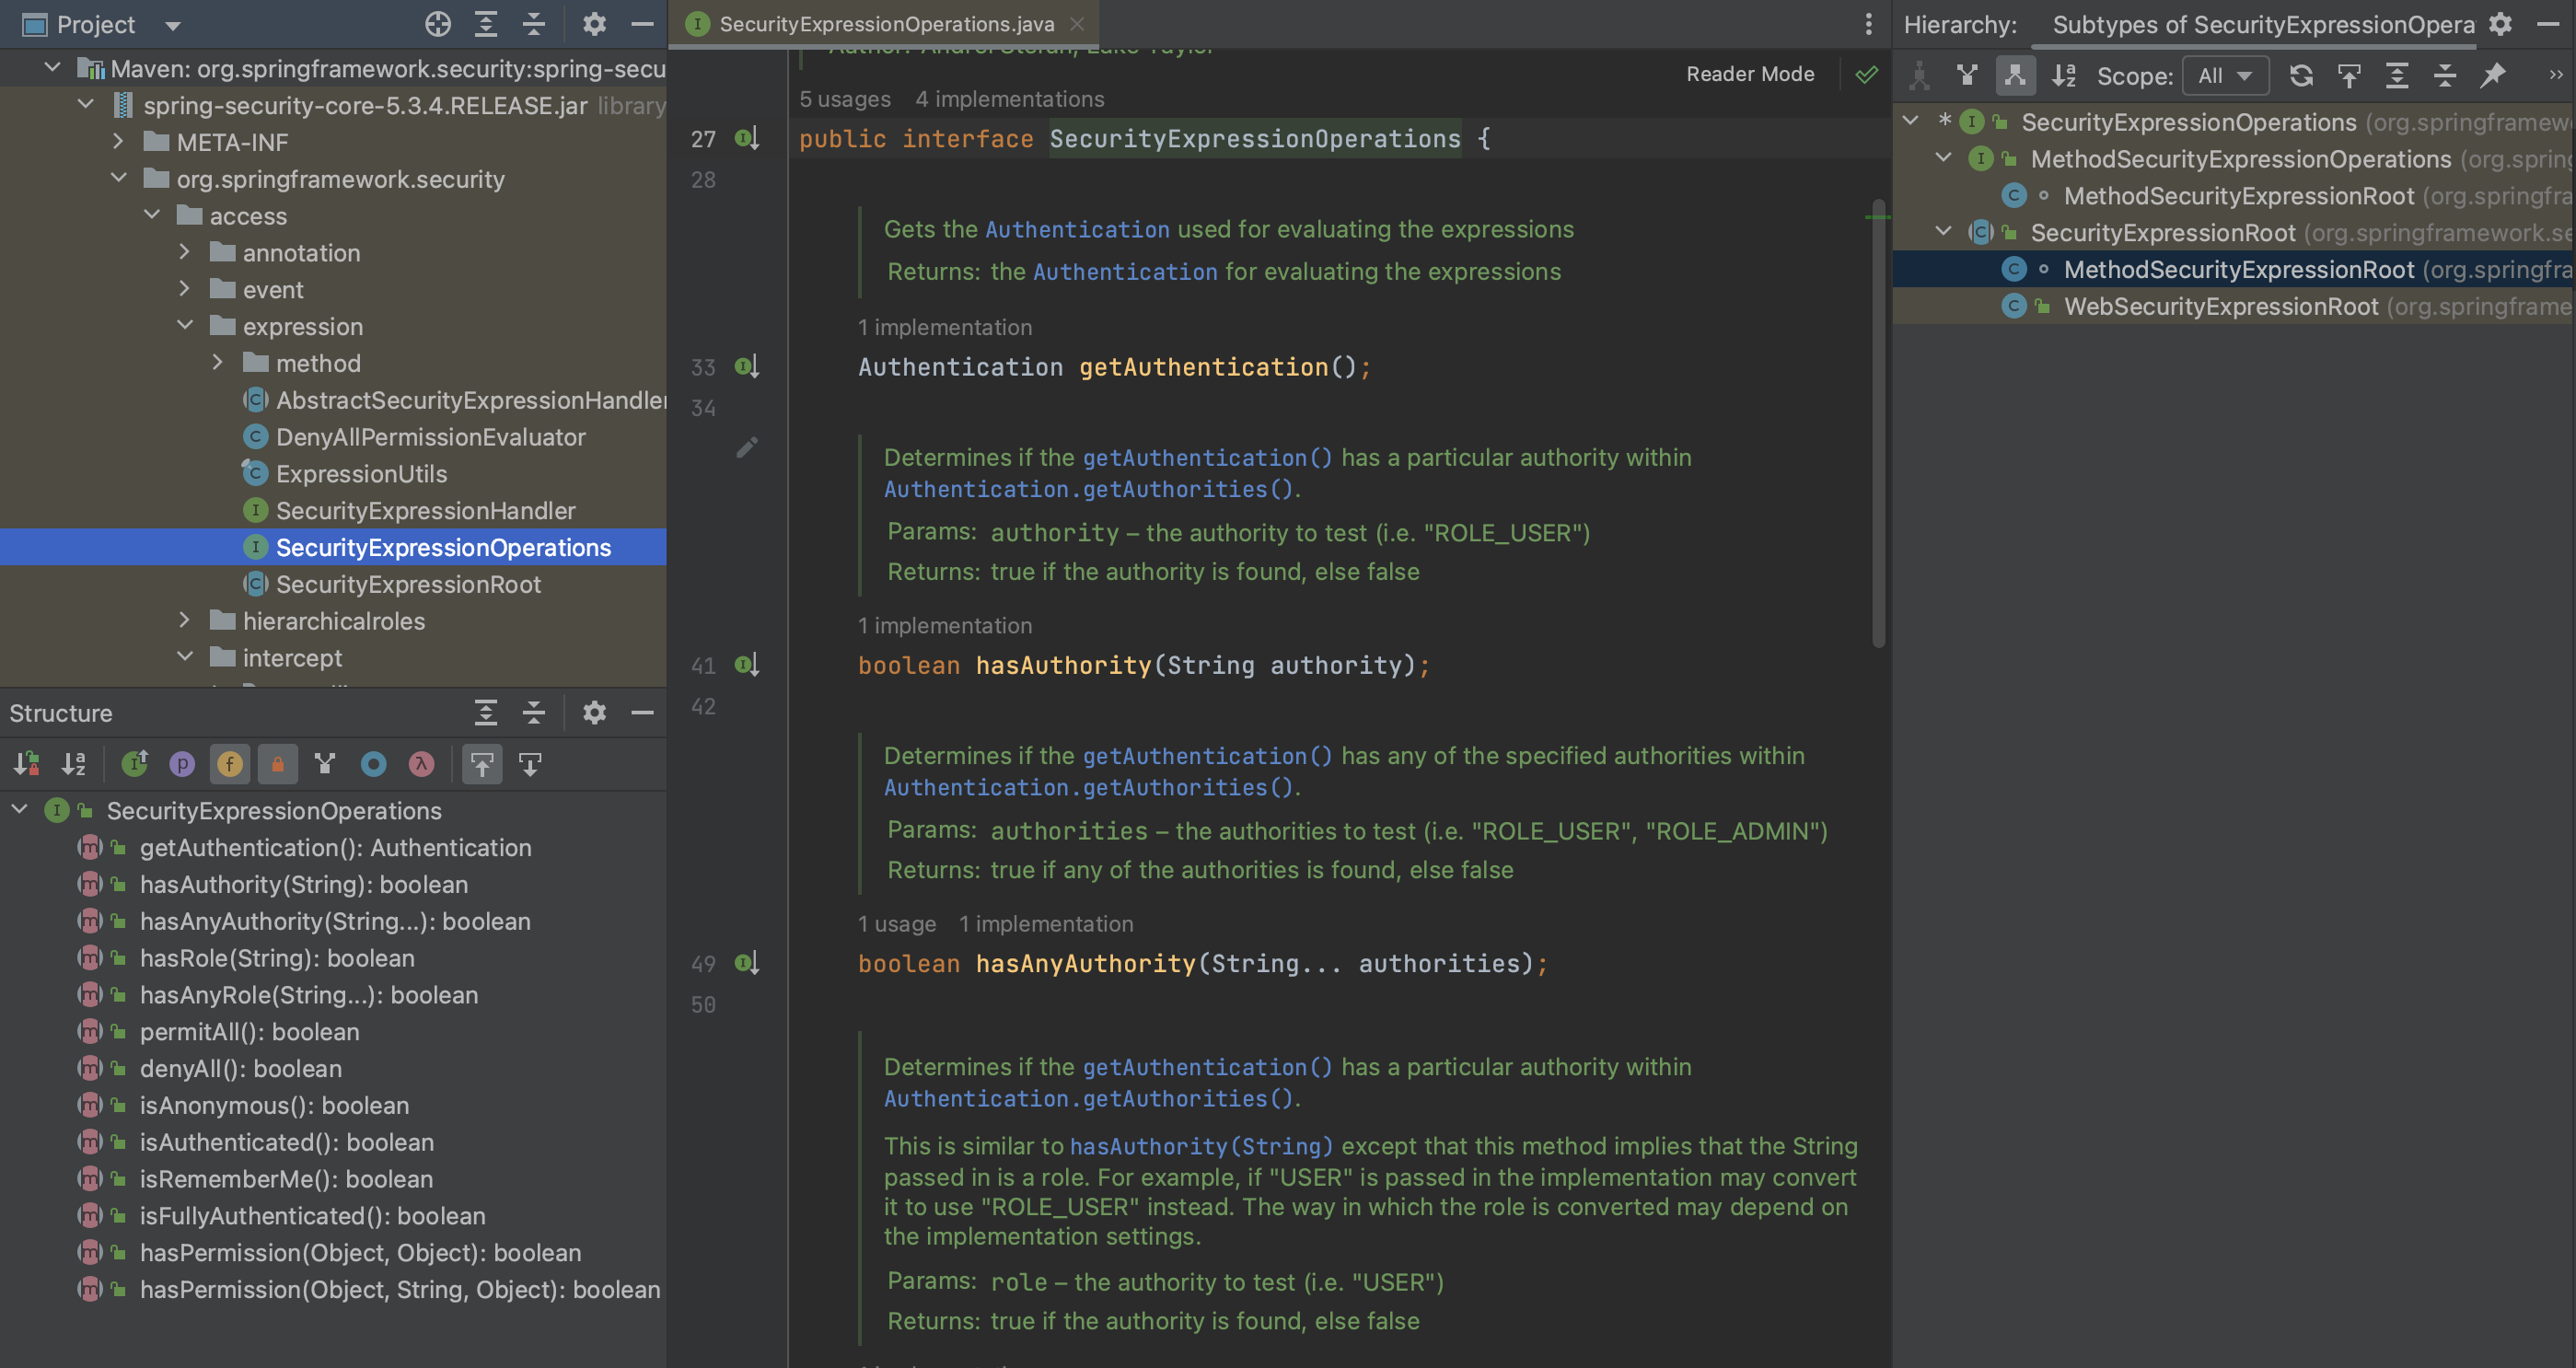 Project
Maven: org.springframework.security:spring-secu
spring-security-core-5.3.4.RELEASE.jar library
META-INF
org.springframework.security
access
annotation
event
expression
method
AbstractSecurityExpressionHandler
DenyAllPermissionEvaluator
ExpressionUtils
SecurityExpressionHandler
SecurityExpressionOperations
SecurityExpressionRoot
hierarchicalroles
intercept
Structure
SecurityExpressionOperations
getAuthentication(): Authentication
hasAuthority(String): boolean
hasAnyAuthority(String...): boolean
hasRole(String): boolean
hasAnyRole(String...): boolean
permitAll(): boolean
denyAll(): boolean
isAnonymous(): boolean
isAuthenticated(): boolean
isRememberMe(): boolean
isFullyAuthenticated(): boolean
hasPermission(Object, Object): boolean
hasPermission(Object, String, Object): boolean
SecurityExpressionOperations.java
Reader Mode
5 usages 4 implementations
27 public interface SecurityExpressionOperations {
28
Gets the Authentication used for evaluating the expressions
Returns: the Authentication for evaluating the expressions
1 implementation
33 Authentication getAuthentication();
34
Determines if the getAuthentication() has a particular authority within
Authentication.getAuthorities().
Params: authority – the authority to test (i.e. "ROLE_USER")
Returns: true if the authority is found, else false
1 implementation
41 boolean hasAuthority(String authority);
42
Determines if the getAuthentication() has any of the specified authorities within
Authentication.getAuthorities().
Params: authorities – the authorities to test (i.e. "ROLE_USER", "ROLE_ADMIN")
Returns: true if any of the authorities is found, else false
1 usage 1 implementation
49 boolean hasAnyAuthority(String... authorities);
50
Determines if the getAuthentication() has a particular authority within
Authentication.getAuthorities().
This is similar to hasAuthority(String) except that this method implies that the String
passed in is a role. For example, if "USER" is passed in the implementation may convert
it to use "ROLE_USER" instead. The way in which the role is converted may depend on
the implementation settings.
Params: role – the authority to test (i.e. "USER")
Returns: true if the authority is found, else false
Hierarchy: Subtypes of SecurityExpressionOpera
Scope: All
* SecurityExpressionOperations (org.springframew
MethodSecurityExpressionOperations (org.spring
MethodSecurityExpressionRoot (org.springfra
SecurityExpressionRoot (org.springframework.se
MethodSecurityExpressionRoot (org.springfra
WebSecurityExpressionRoot (org.springframe